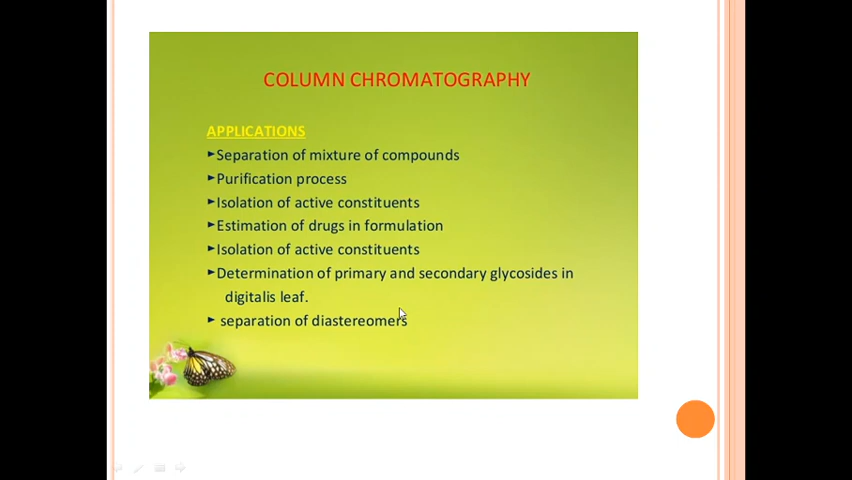 COLUMN CHROMATOGRAPHY
APPLICATIONS
►Separation of mixture of compounds
►Purification process
►Isolation of active constituents
►Estimation of drugs in formulation
►Isolation of active constituents
►Determination of primary and secondary glycosides in
digitalis leaf.
► separation of diastereomers